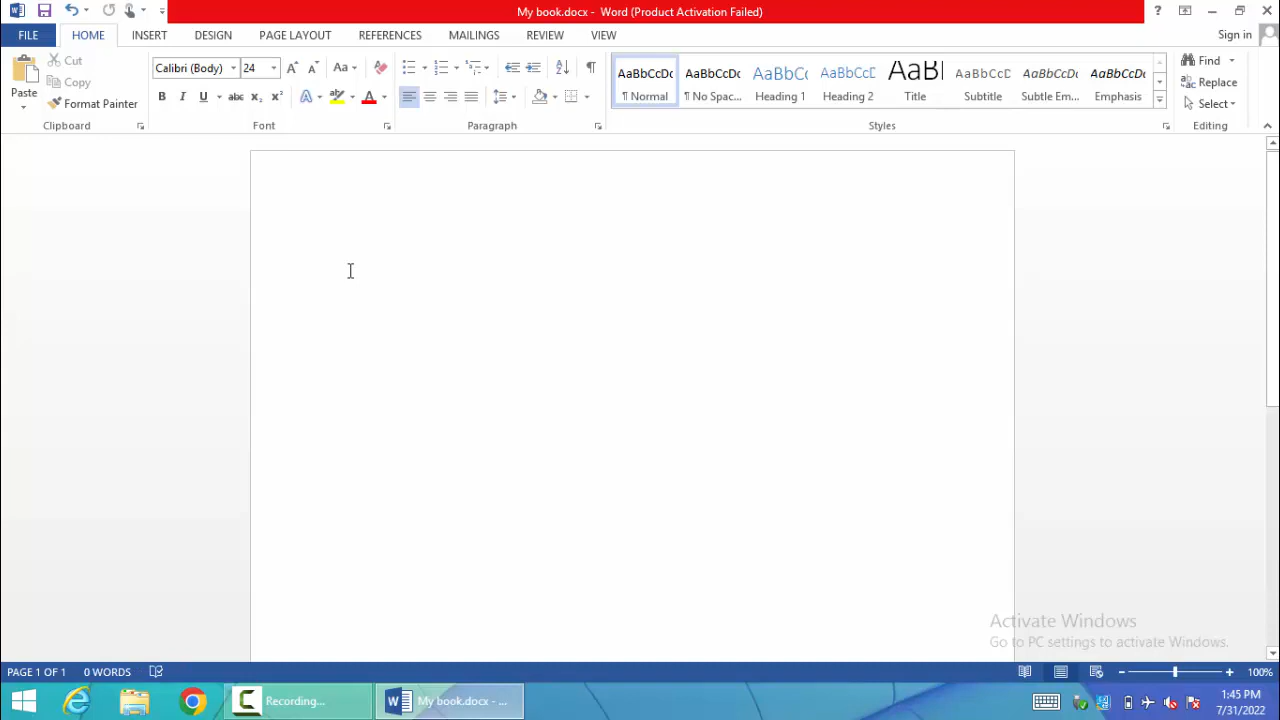 My book.docx - Word (Product Activation Failed)
?
FILE HOME INSERT DESIGN PAGE LAYOUT REFERENCES MAILINGS REVIEW VIEW Sign in
Paste
Cut
Copy
Format Painter
Clipboard
Calibri (Body) 24
Font
Paragraph
AaBbCcDc AaBbCcDc AaBbCc AaBbCcC AaBl AaBbCcD AaBbCcDc AaBbCcDc
¶ Normal ¶ No Spac... Heading 1 Heading 2 Title Subtitle Subtle Em... Emphasis
Styles
Find
Replace
Select
Editing
Activate Windows
Go to PC settings to activate Windows.
PAGE 1 OF 1 0 WORDS 100%
Recording...
My book.docx - ...
1:45 PM
7/31/2022